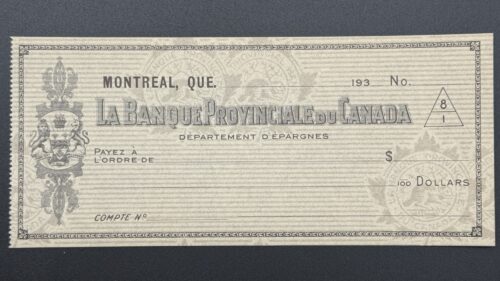 MONTREAL, QUE. 193 No.
LA BANQUE PROVINCIALE DU CANADA
8
1
DÉPARTEMENT D'ÉPARGNES
PAYEZ À
L'ORDRE DE $
100 DOLLARS
COMPTE No